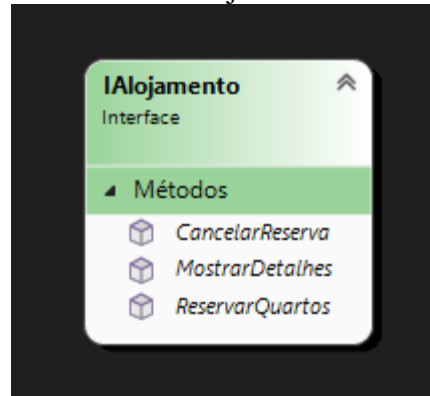 IAlojamento
Interface
Métodos
CancelarReserva
MostrarDetalhes
ReservarQuartos